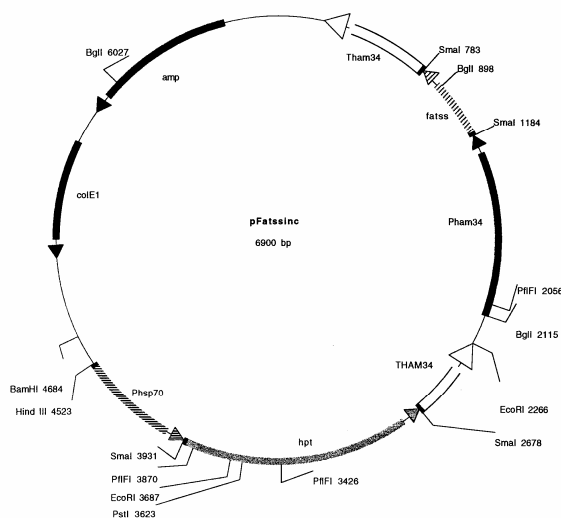 Tham34
SmaI 783
BglI 898
fatss
SmaI 1184
BglI 6027
amp
colE1
pFatssinc
6900 bp
Pham34
PflFI 2056
BglI 2115
THAM34
EcoRI 2266
SmaI 2678
BamHI 4684
Hind III 4523
Phsp70
hpt
SmaI 3931
PflFI 3870
EcoRI 3687
PstI 3623
PflFI 3426